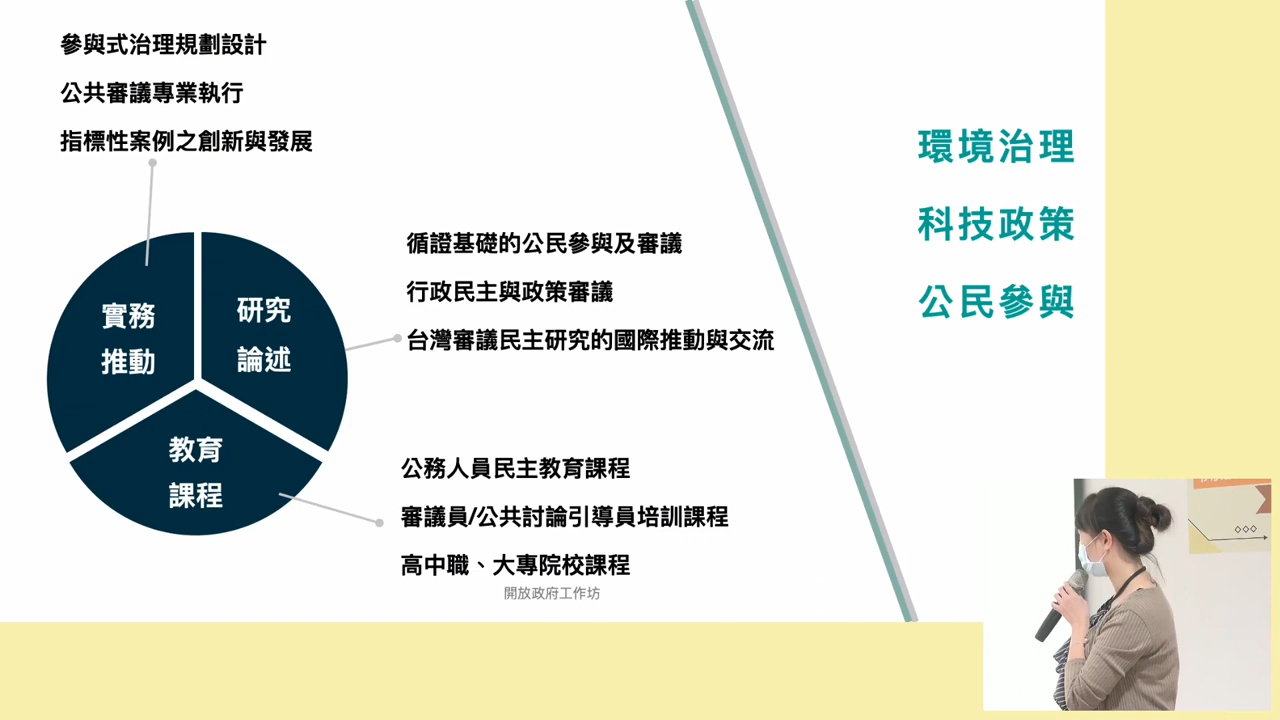 參與式治理規劃設計
公共審議專業執行
指標性案例之創新與發展
實務
推動
研究
論述
教育
課程
循證基礎的公民參與及審議
行政民主與政策審議
台灣審議民主研究的國際推動與交流
公務人員民主教育課程
審議員/公共討論引導員培訓課程
高中職、大專院校課程
開放政府工作坊
環境治理
科技政策
公民參與